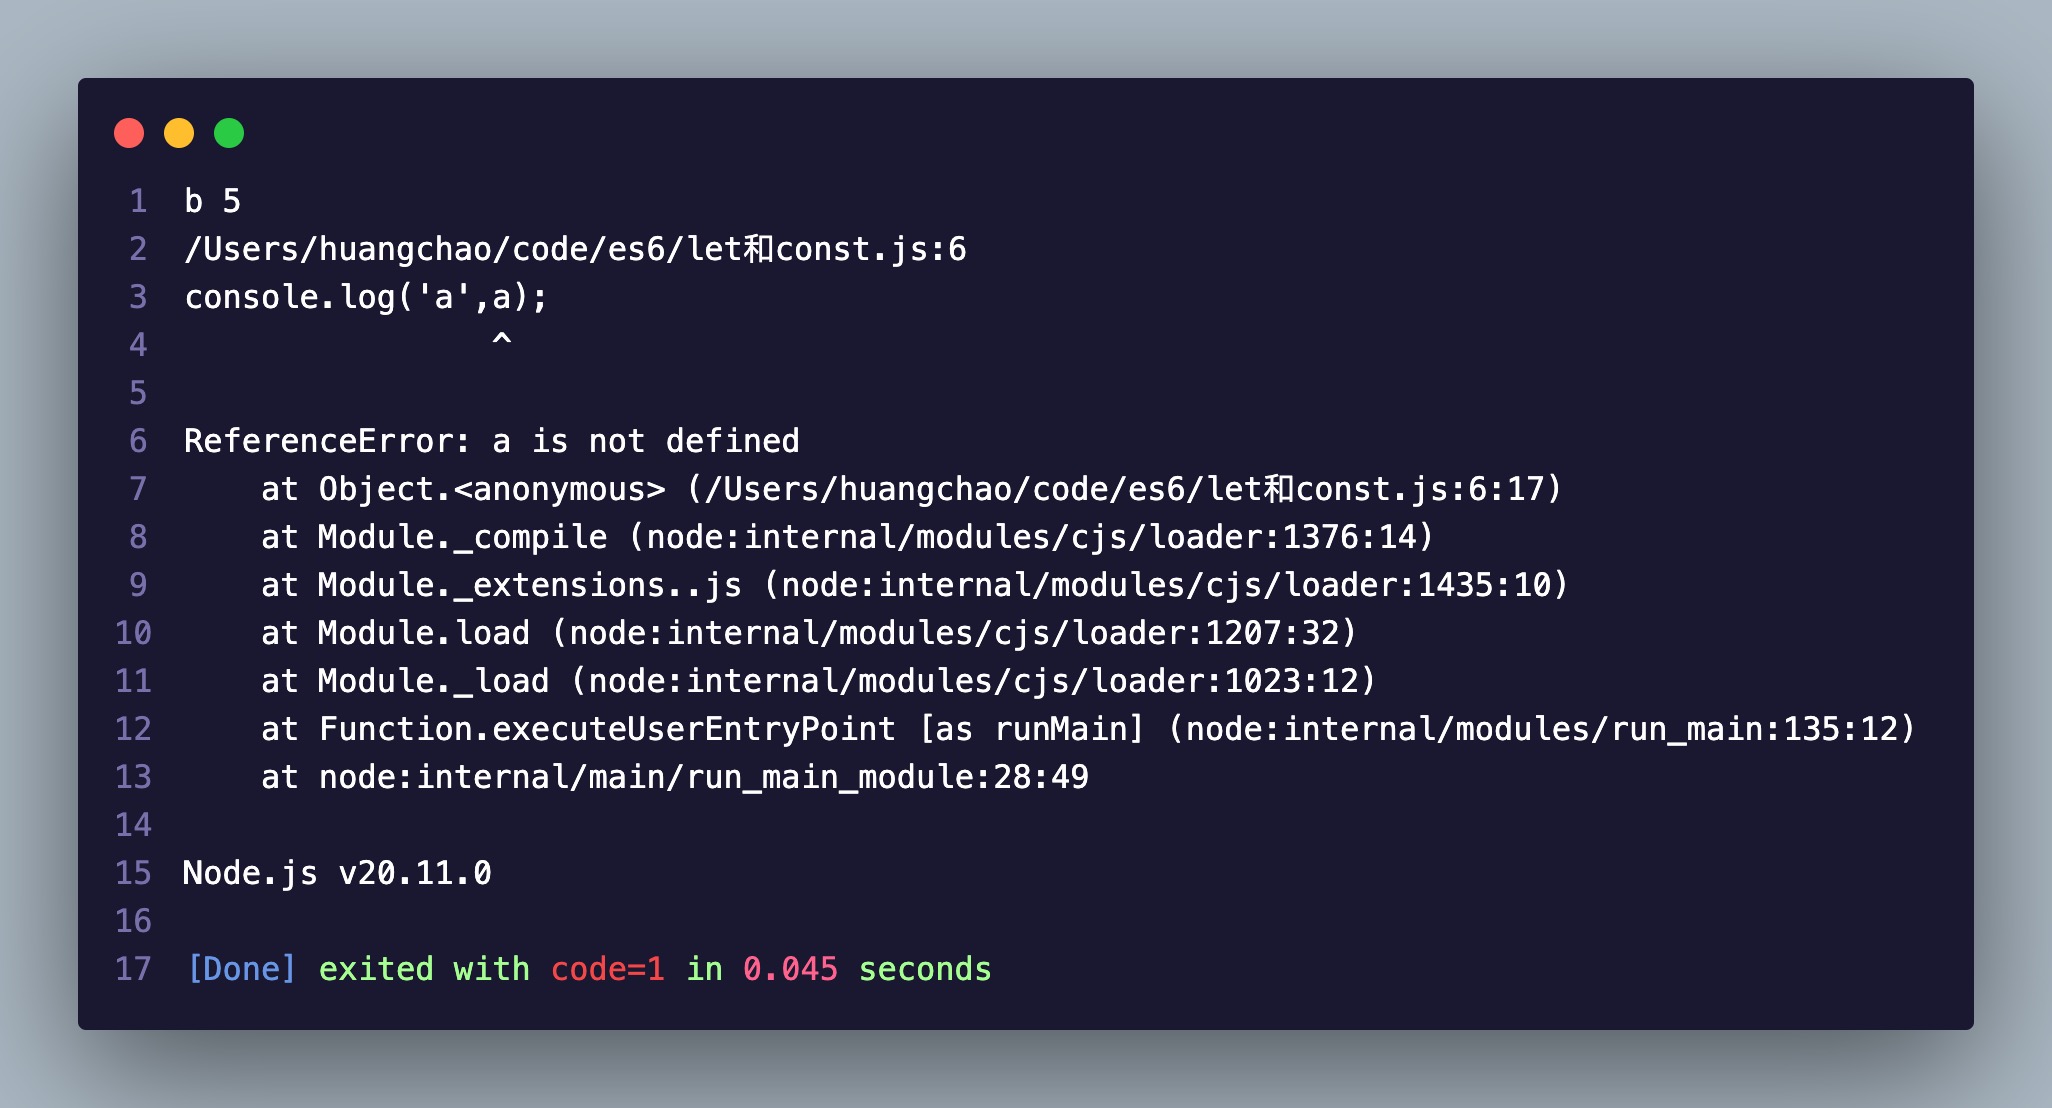 1 b 5
2 /Users/huangchao/code/es6/let和const.js:6
3 console.log('a',a);
4                 ^
5
6 ReferenceError: a is not defined
7     at Object.<anonymous> (/Users/huangchao/code/es6/let和const.js:6:17)
8     at Module._compile (node:internal/modules/cjs/loader:1376:14)
9     at Module._extensions..js (node:internal/modules/cjs/loader:1435:10)
10     at Module.load (node:internal/modules/cjs/loader:1207:32)
11     at Module._load (node:internal/modules/cjs/loader:1023:12)
12     at Function.executeUserEntryPoint [as runMain] (node:internal/modules/run_main:135:12)
13     at node:internal/main/run_main_module:28:49
14
15 Node.js v20.11.0
16
17 [Done] exited with code=1 in 0.045 seconds